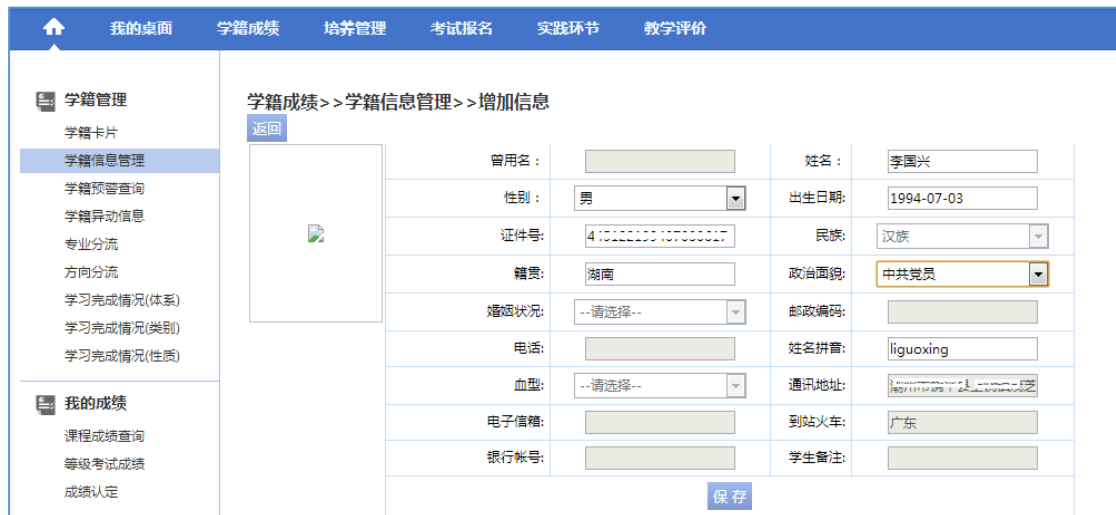 我的桌面 学籍成绩 培养管理 考试报名 实践环节 教学评价
学籍管理
学籍卡片
学籍信息管理
学籍预警查询
学籍异动信息
专业分流
方向分流
学习完成情况(体系)
学习完成情况(类别)
学习完成情况(性质)
我的成绩
课程成绩查询
等级考试成绩
成绩认定
学籍成绩>>学籍信息管理>>增加信息
返回
曾用名： 姓名： 李国兴
性别： 男 出生日期: 1994-07-03
证件号: 民族: 汉族
籍贯: 湖南 政治面貌: 中共党员
婚姻状况: --请选择-- 邮政编码:
电话: 姓名拼音: liguoxing
血型: --请选择-- 通讯地址:
电子信箱: 到站火车: 广东
银行帐号: 学生备注:
保存